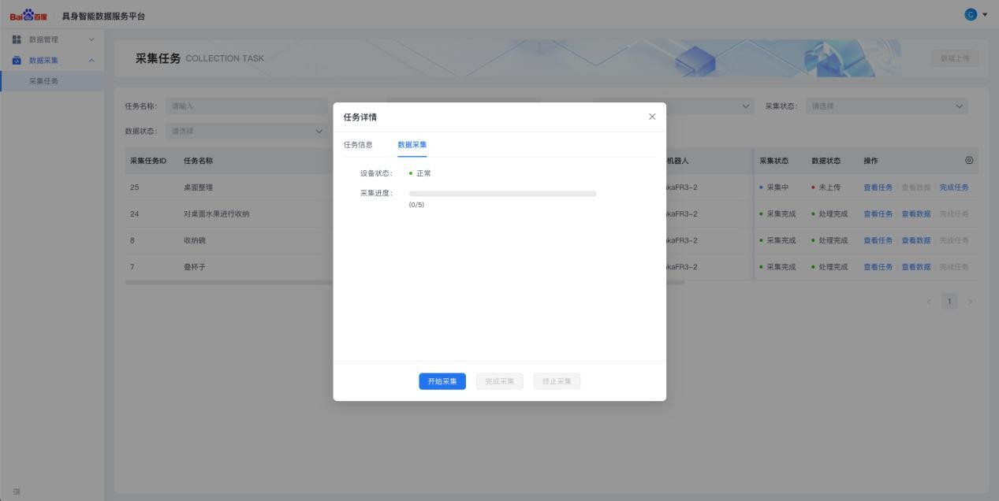 Bai百度 具身智能数据服务平台 C
数据管理
数据采集
采集任务
采集任务 COLLECTION TASK 数据上传
任务名称: 请输入 采集状态: 请选择
数据状态: 请选择
采集任务ID 任务名称 机器人 采集状态 数据状态 操作
25 桌面整理 kaFR3-2 采集中 未上传 查看任务 查看数据 完成任务
24 对桌面水果进行收纳 kaFR3-2 采集完成 处理完成 查看任务 查看数据 完成任务
8 收纳碗 kaFR3-2 采集完成 处理完成 查看任务 查看数据 完成任务
7 叠杯子 kaFR3-2 采集完成 处理完成 查看任务 查看数据 完成任务
1
任务详情
任务信息 数据采集
设备状态: 正常
采集进度:
(0/5)
开始采集 完成采集 终止采集